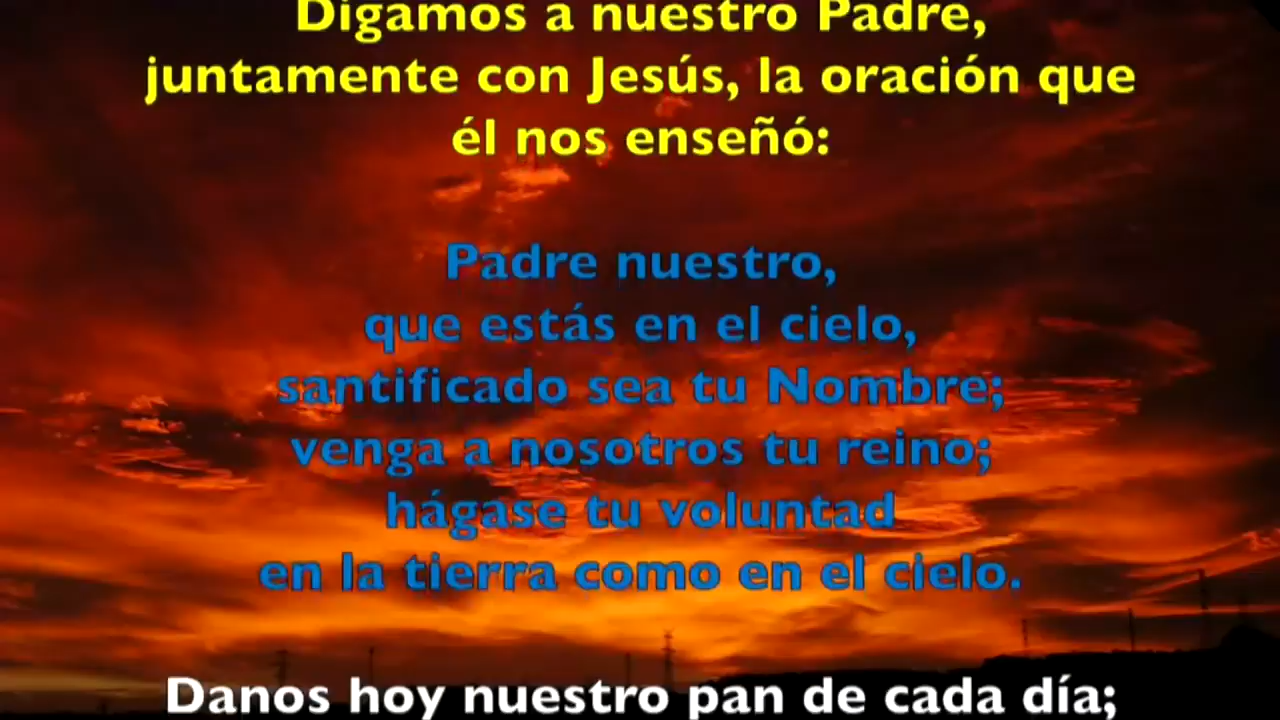 Digamos a nuestro Padre,
juntamente con Jesús, la oración que
él nos enseñó:
Padre nuestro,
que estás en el cielo,
santificado sea tu Nombre;
venga a nosotros tu reino;
hágase tu voluntad
en la tierra como en el cielo.
Danos hoy nuestro pan de cada día;